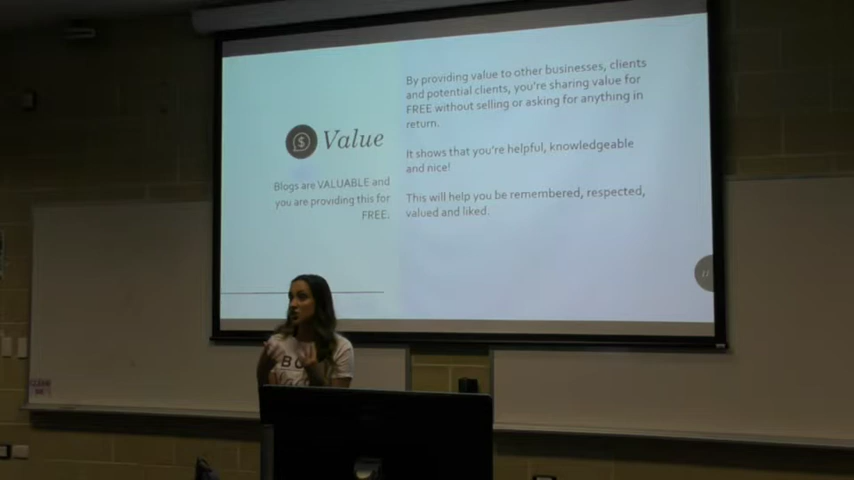 Value
Blogs are VALUABLE and
you are providing this for
FREE.
By providing value to other businesses, clients
and potential clients, you're sharing value for
FREE without selling or asking for anything in
return.
It shows that you're helpful, knowledgeable
and nice!
This will help you be remembered, respected,
valued and liked.
11